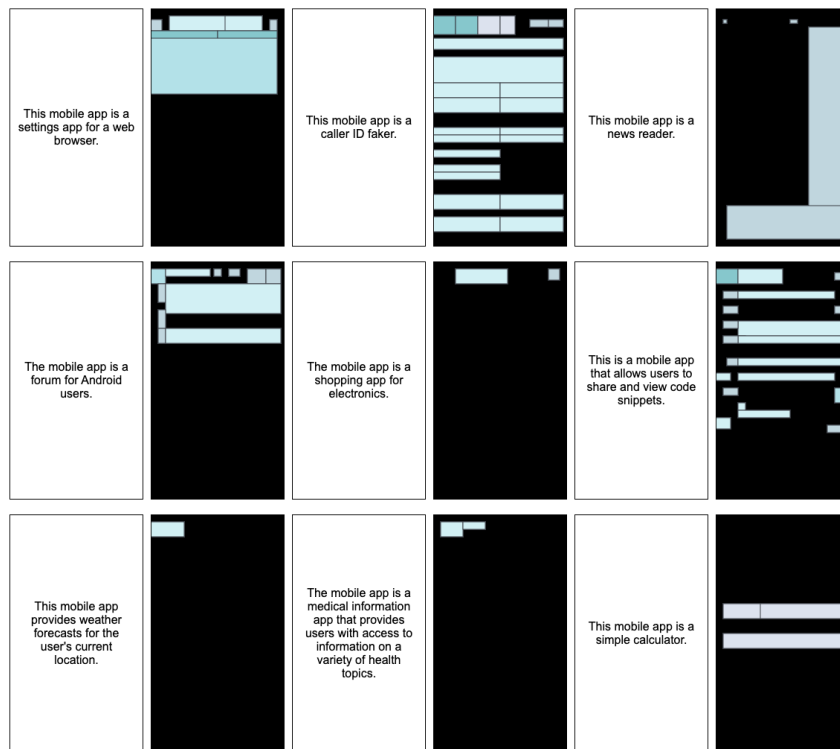 This mobile app is a
settings app for a web
browser.
This mobile app is a
caller ID faker.
This mobile app is a
news reader.
The mobile app is a
forum for Android
users.
The mobile app is a
shopping app for
electronics.
This is a mobile app
that allows users to
share and view code
snippets.
This mobile app
provides weather
forecasts for the
user's current
location.
The mobile app is a
medical information
app that provides
users with access to
information on a
variety of health
topics.
This mobile app is a
simple calculator.